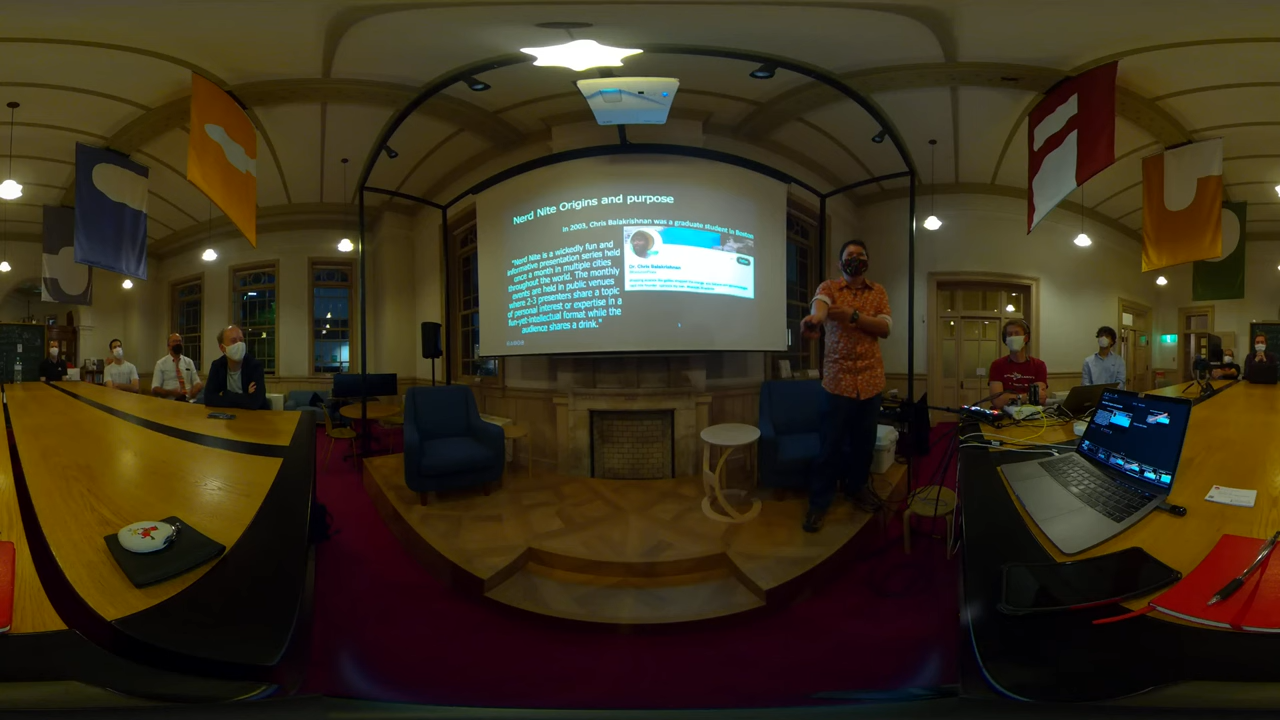 Nerd Nite Origins and purpose
In 2003, Chris Balakrishnan was a graduate student in Boston
"Nerd Nite is a wickedly fun and
informative presentation series held
once a month in multiple cities
throughout the world. The monthly
events are held in public venues
where 2-3 presenters share a topic
of personal interest or expertise in a
fun-yet-intellectual format while the
audience shares a drink."
Dr. Chris Balakrishnan